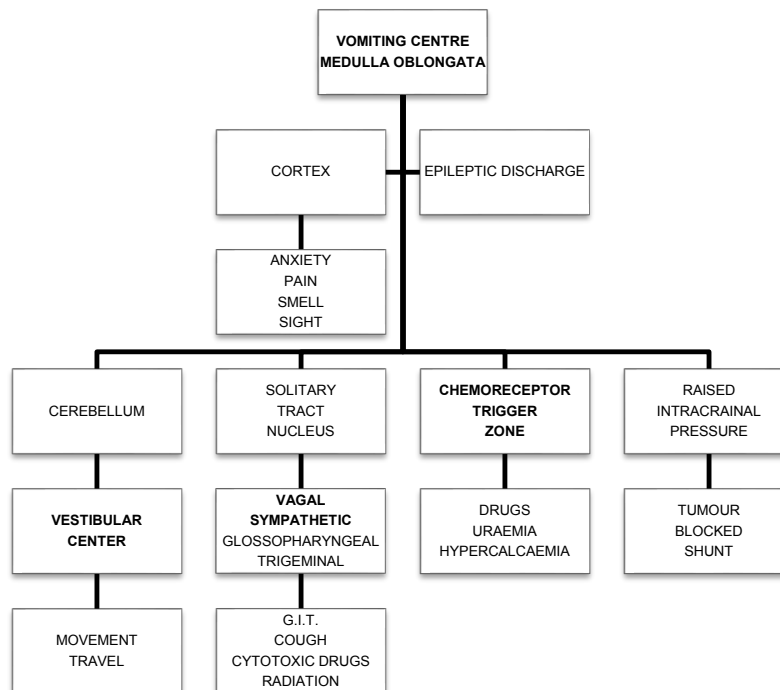 VOMITING CENTRE
MEDULLA OBLONGATA
CORTEX
EPILEPTIC DISCHARGE
ANXIETY
PAIN
SMELL
SIGHT
CEREBELLUM
SOLITARY
TRACT
NUCLEUS
CHEMORECEPTOR
TRIGGER
ZONE
RAISED
INTRACRAINAL
PRESSURE
VESTIBULAR
CENTER
VAGAL
SYMPATHETIC
GLOSSOPHARYNGEAL
TRIGEMINAL
DRUGS
URAEMIA
HYPERCALCAEMIA
TUMOUR
BLOCKED
SHUNT
MOVEMENT
TRAVEL
G.I.T.
COUGH
CYTOTOXIC DRUGS
RADIATION